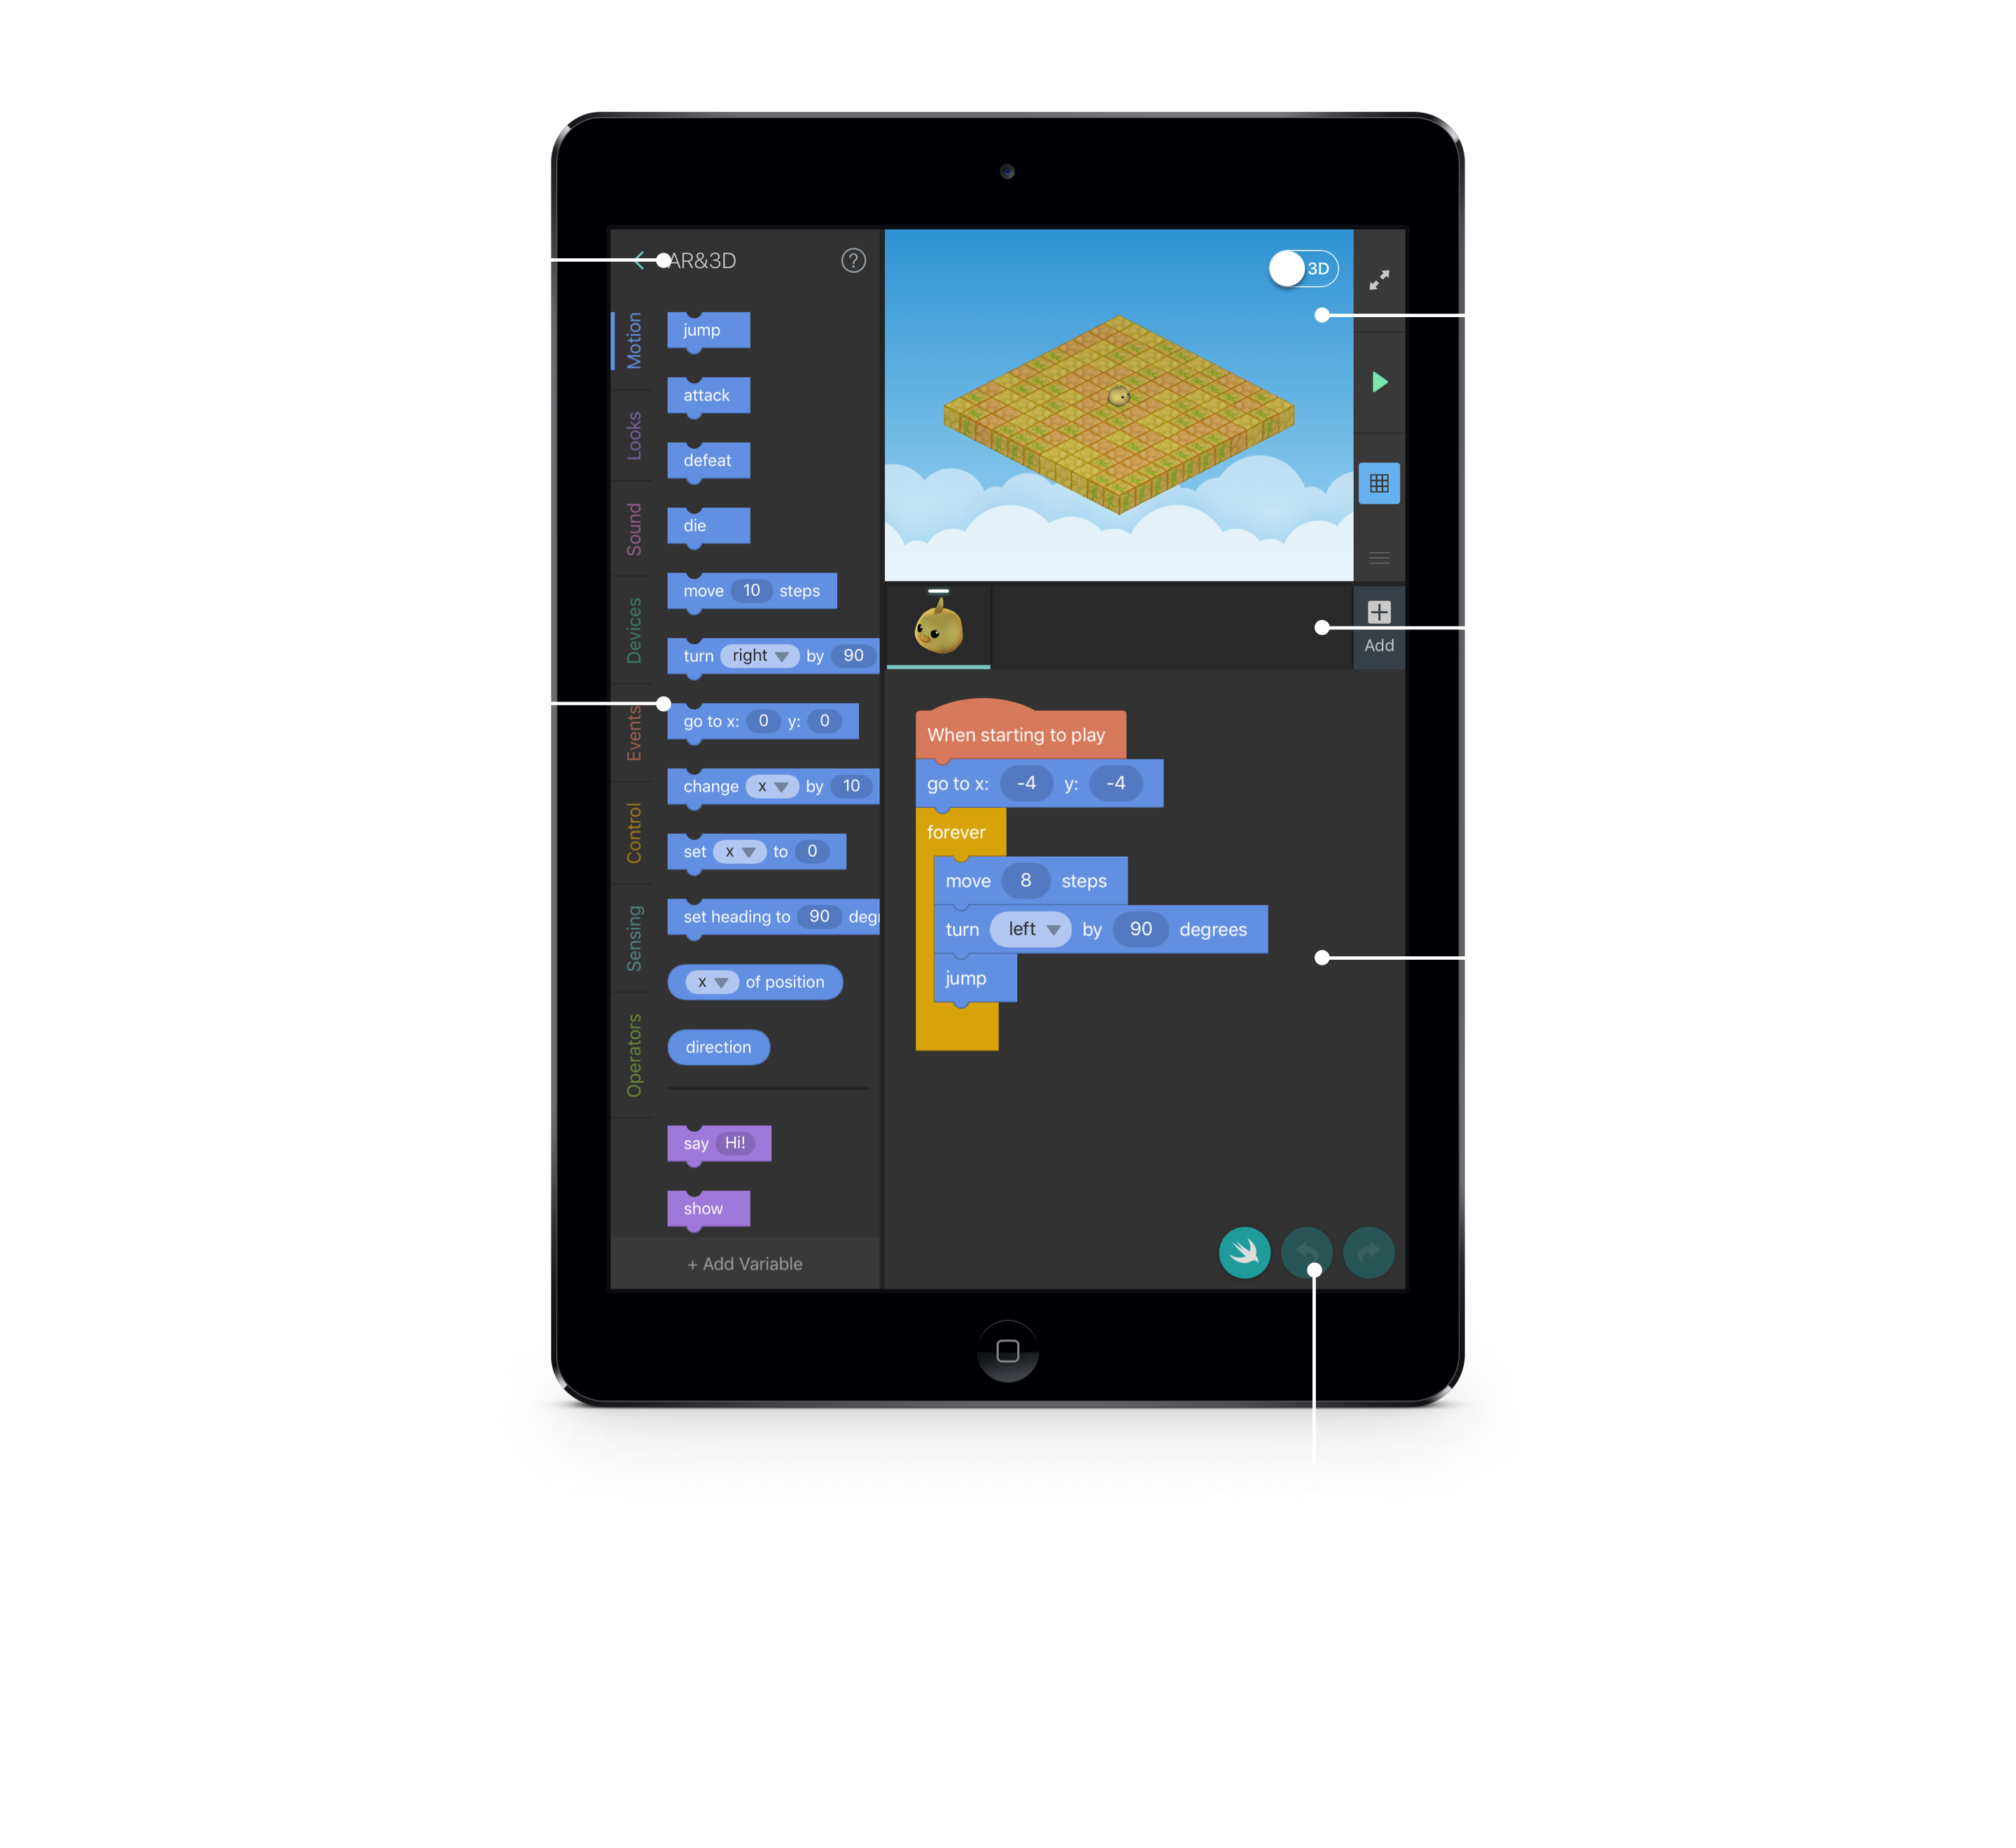 AR&3D
?
3D
Motion
Looks
Sound
Devices
Events
Control
Sensing
Operators
jump
attack
defeat
die
move 10 steps
turn right by 90
go to x: 0 y: 0
change x by 10
set x to 0
set heading to 90 deg
x of position
direction
say Hi!
show
+ Add Variable
Add
When starting to play
go to x: -4 y: -4
forever
move 8 steps
turn left by 90 degrees
jump